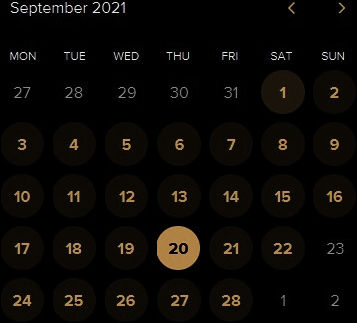 September 2021 < >
MON TUE WED THU FRI SAT SUN
27 28 29 30 31 1 2
3 4 5 6 7 8 9
10 11 12 13 14 15 16
17 18 19 20 21 22 23
24 25 26 27 28 1 2